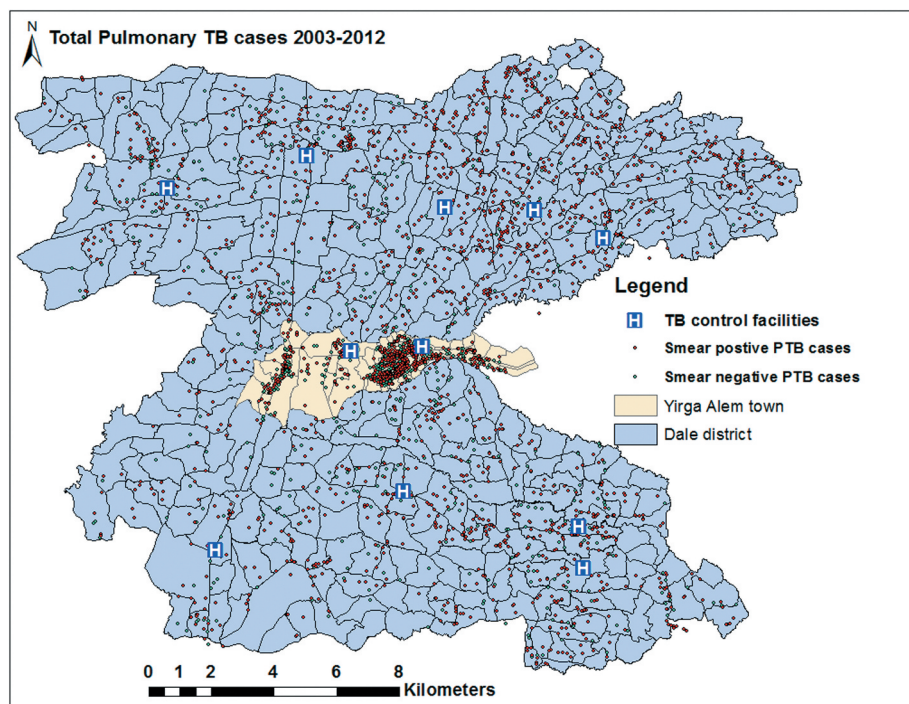 N
Total Pulmonary TB cases 2003-2012
H
H
H
H
H
Legend
H TB control facilities
Smear postive PTB cases
Smear negative PTB cases
Yirga Alem town
Dale district
H
H
H
H
H
H
0 1 2 4 6 8
Kilometers